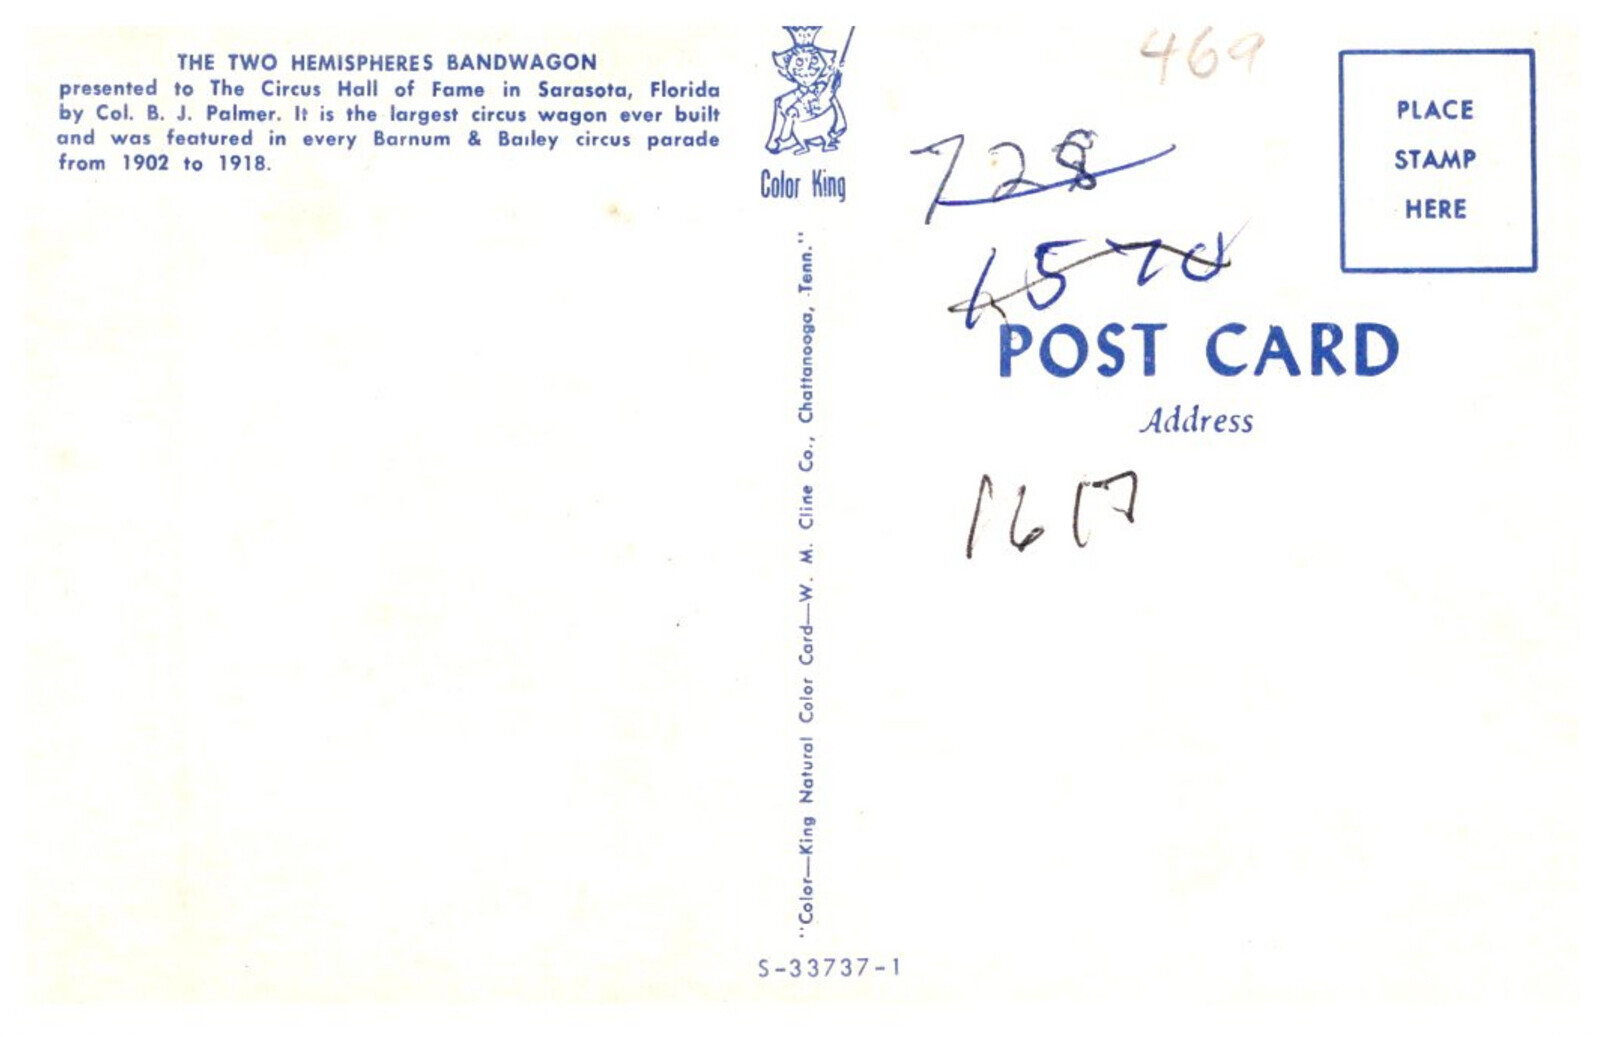 THE TWO HEMISPHERES BANDWAGON
presented to The Circus Hall of Fame in Sarasota, Florida
by Col. B. J. Palmer. It is the largest circus wagon ever built
and was featured in every Barnum & Bailey circus parade
from 1902 to 1918.
Color King
"Color—King Natural Color Card—W. M. Cline Co., Chattanooga, Tenn."
S-33737-1
469
PLACE
STAMP
HERE
728
6570
POST CARD
Address
1617